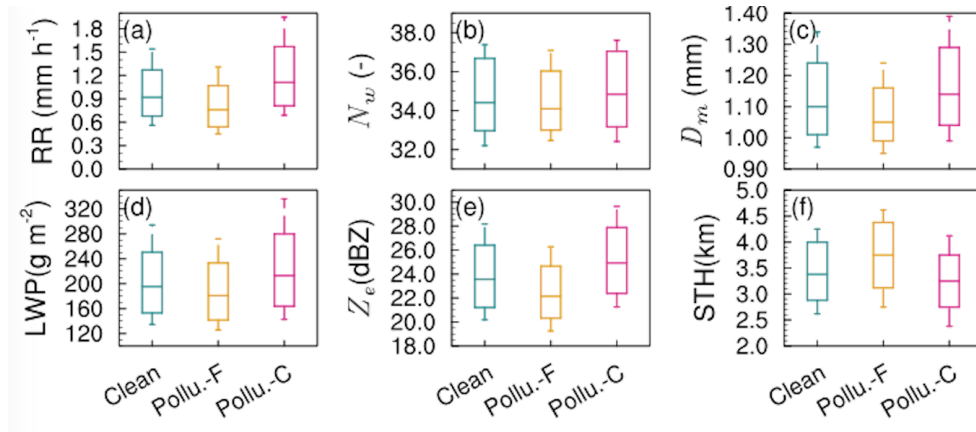 (a)
RR (mm h⁻¹)
1.8
1.5
1.2
0.9
0.6
0.3
0.0
(b)
N_w (-)
38.0
36.0
34.0
32.0
(c)
D_m (mm)
1.40
1.30
1.20
1.10
1.00
0.90
(d)
LWP(g m⁻²)
320
280
240
200
160
120
Clean
Pollu.-F
Pollu.-C
(e)
Z_e(dBZ)
30.0
28.0
26.0
24.0
22.0
20.0
18.0
Clean
Pollu.-F
Pollu.-C
(f)
STH(km)
5.0
4.5
4.0
3.5
3.0
2.5
2.0
Clean
Pollu.-F
Pollu.-C